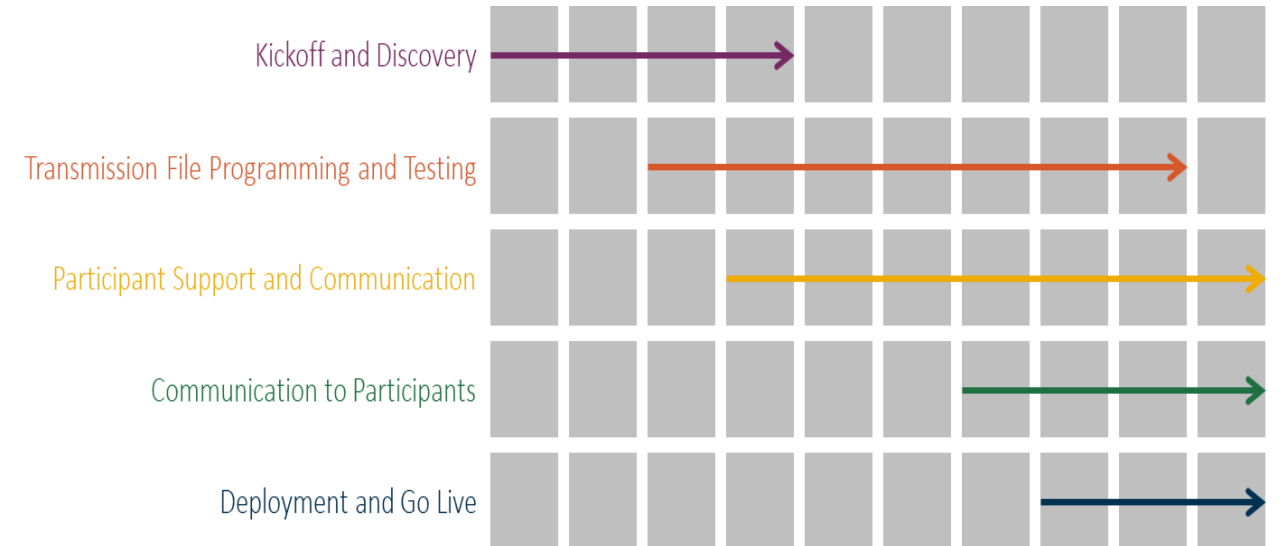 Kickoff and Discovery
Transmission File Programming and Testing
Participant Support and Communication
Communication to Participants
Deployment and Go Live